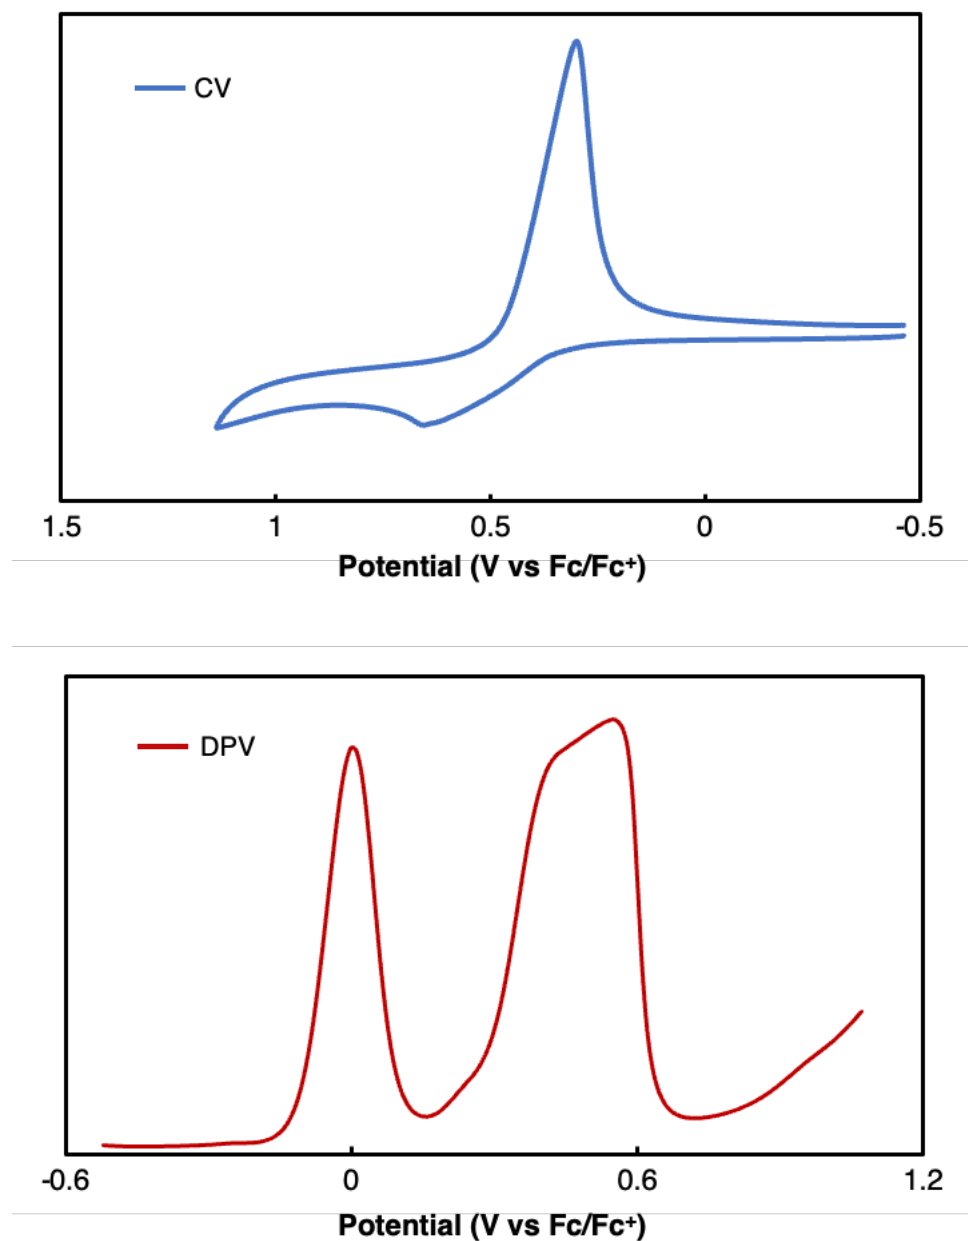 CV
1.5 1 0.5 0 -0.5
Potential (V vs Fc/Fc⁺)
DPV
-0.6 0 0.6 1.2
Potential (V vs Fc/Fc⁺)